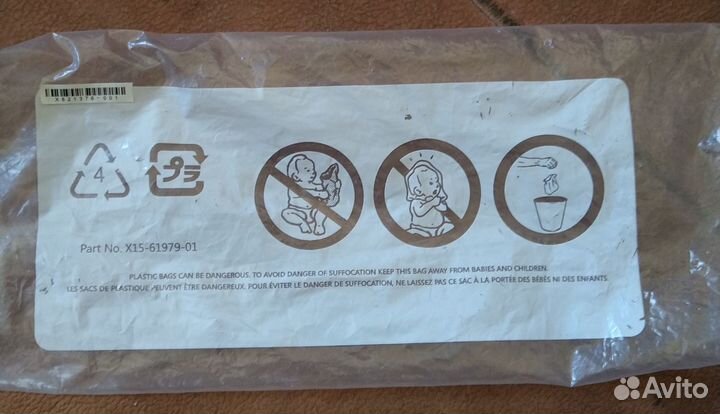 X821376-001
4
プラ
Part No. X15-61979-01
PLASTIC BAGS CAN BE DANGEROUS. TO AVOID DANGER OF SUFFOCATION KEEP THIS BAG AWAY FROM BABIES AND CHILDREN.
LES SACS DE PLASTIQUE PEUVENT ÊTRE DANGEREUX. POUR ÉVITER LE DANGER DE SUFFOCATION, NE LAISSEZ PAS CE SAC À LA PORTÉE DES BÉBÉS NI DES ENFANTS.
Avito